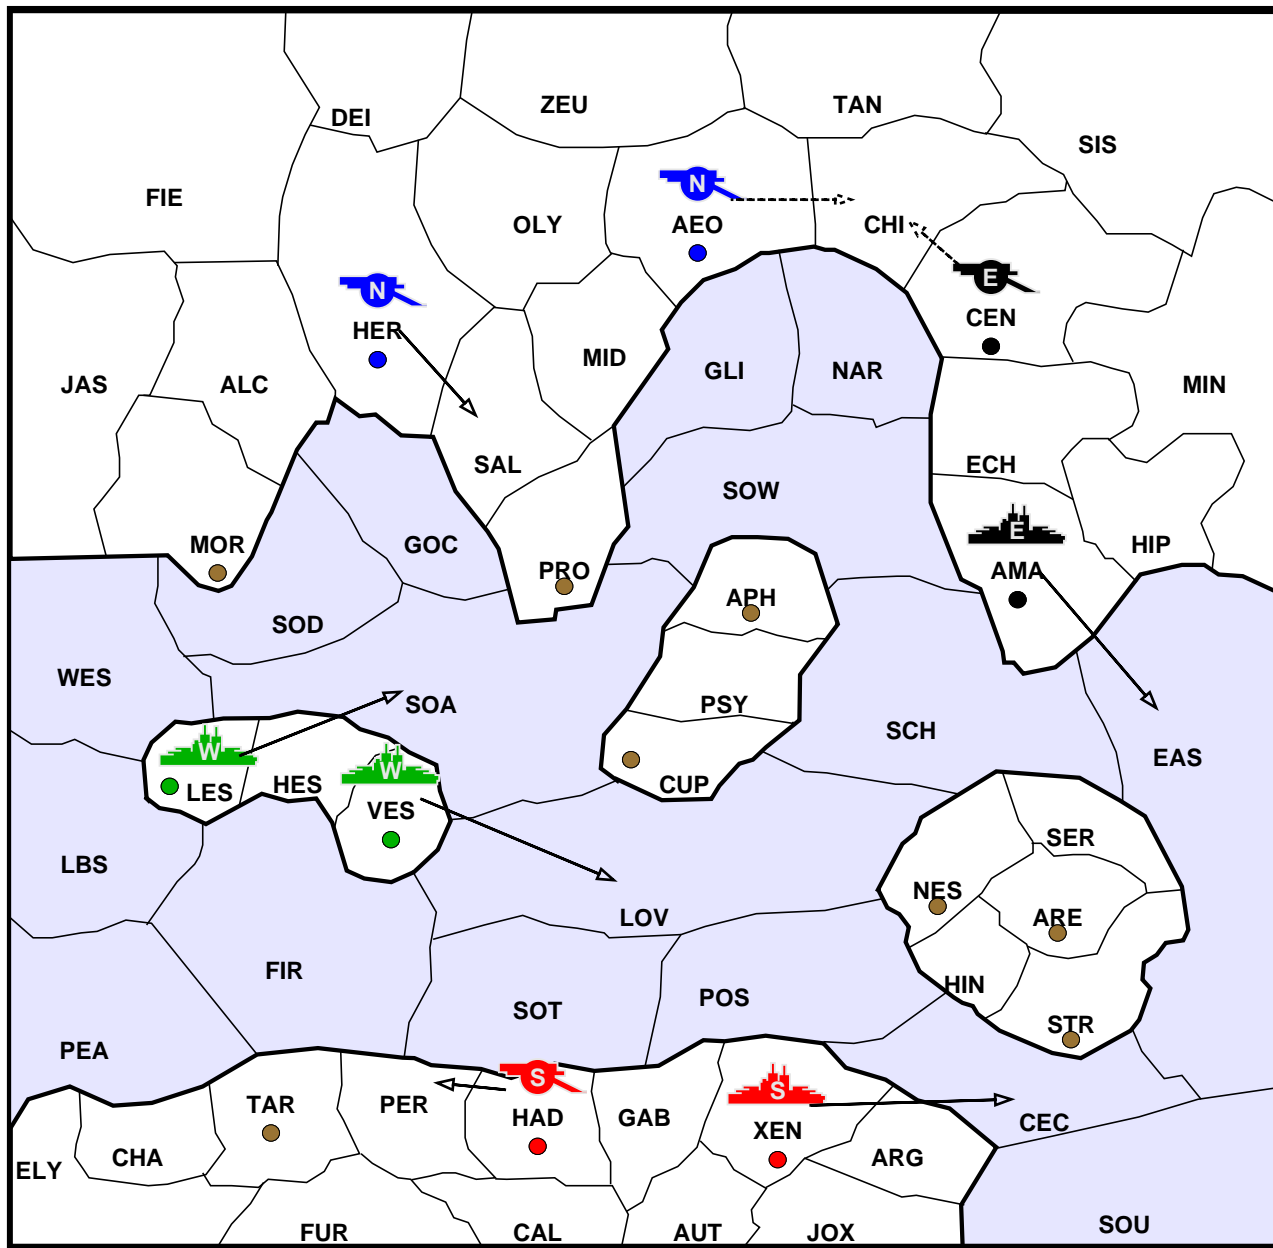 ZEU
TAN
DEI
SIS
N
FIE
OLY
AEO
CHI
E
N
CEN
HER
MID
GLI
NAR
JAS
ALC
MIN
SAL
ECH
SOW
E
MOR
GOC
HIP
PRO
AMA
APH
SOD
WES
SOA
PSY
SCH
W
EAS
W
HES
CUP
LES
VES
SER
LBS
NES
LOV
ARE
FIR
HIN
POS
SOT
STR
PEA
S
S
TAR
PER
HAD
GAB
CEC
XEN
CHA
ARG
ELY
SOU
FUR
CAL
AUT
JOX